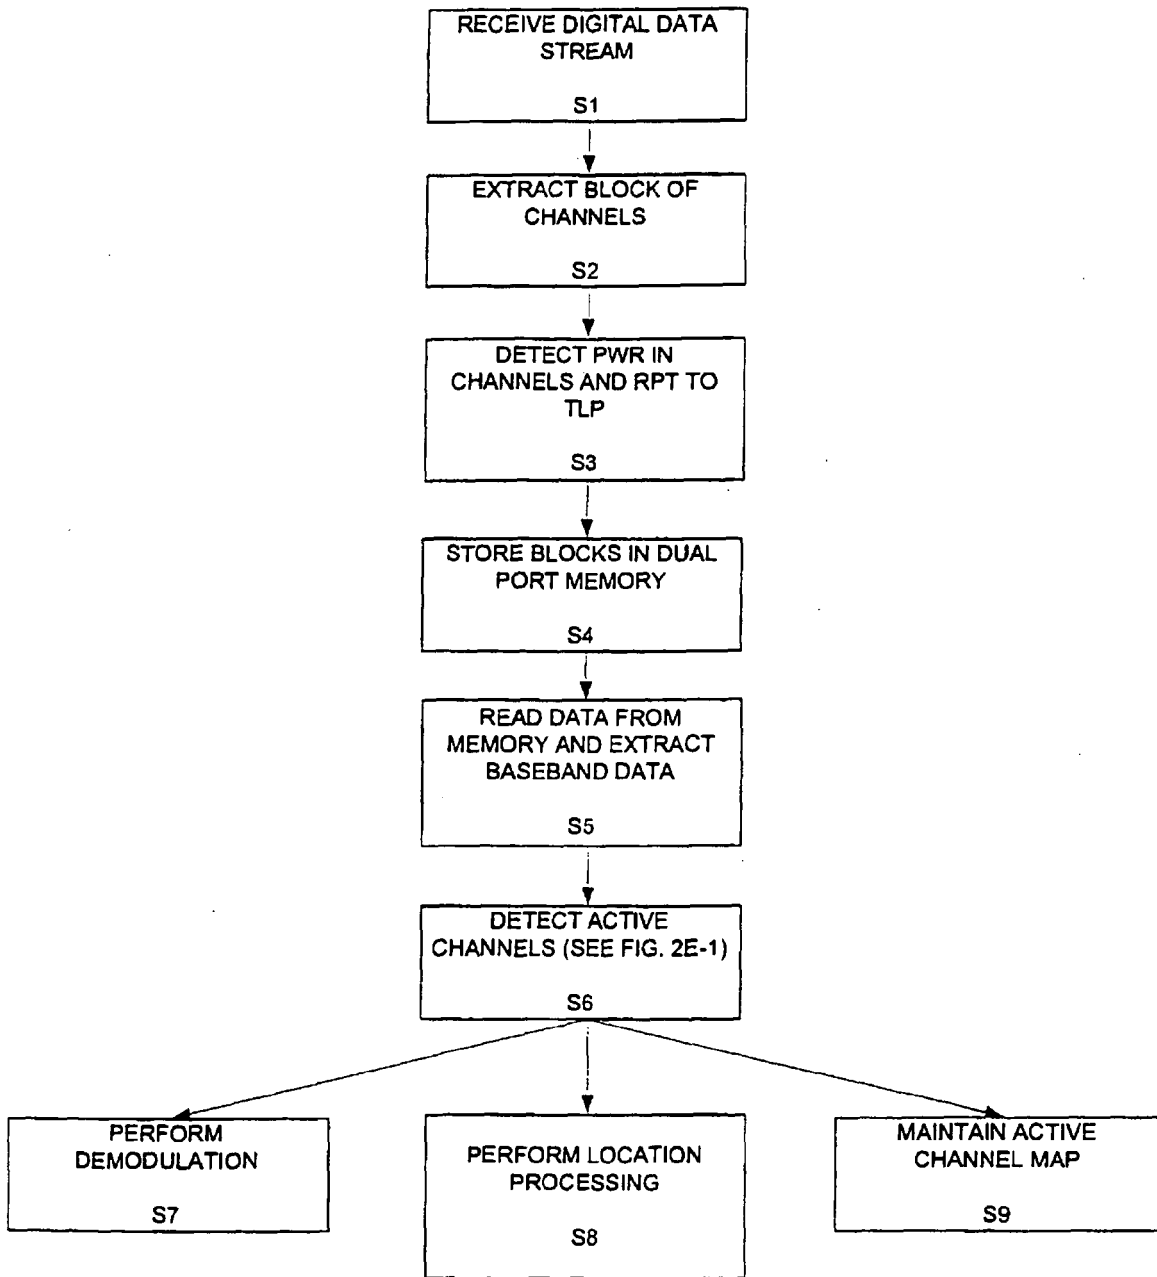 RECEIVE DIGITAL DATA
STREAM
S1
EXTRACT BLOCK OF
CHANNELS
S2
DETECT PWR IN
CHANNELS AND RPT TO
TLP
S3
STORE BLOCKS IN DUAL
PORT MEMORY
S4
READ DATA FROM
MEMORY AND EXTRACT
BASEBAND DATA
S5
DETECT ACTIVE
CHANNELS (SEE FIG. 2E-1)
S6
PERFORM
DEMODULATION
S7
PERFORM LOCATION
PROCESSING
S8
MAINTAIN ACTIVE
CHANNEL MAP
S9